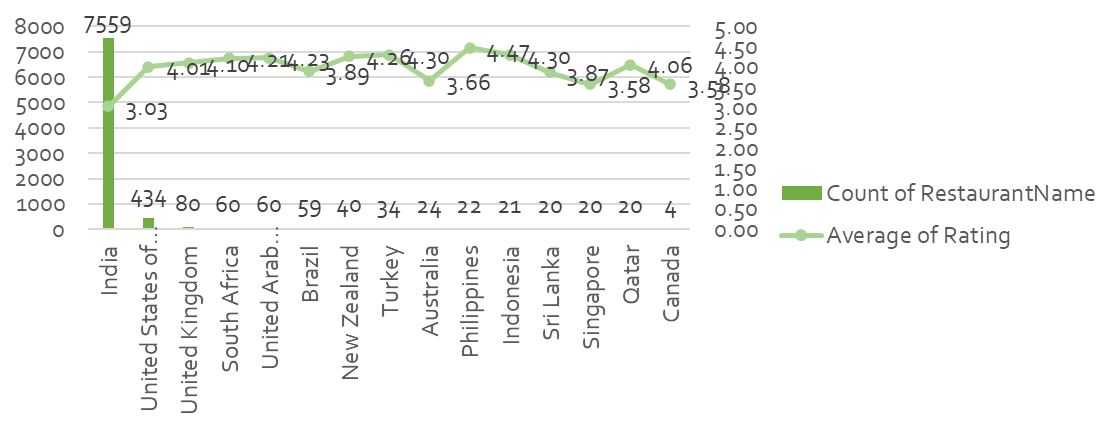 8000
7000
6000
5000
4000
3000
2000
1000
0
7559
434
80
60
60
59
40
34
24
22
21
20
20
20
4
3.03
4.01
4.10
4.21
4.23
3.89
4.26
4.30
3.66
4.47
4.30
3.87
3.58
4.06
3.58
5.00
4.50
4.00
3.50
3.00
2.50
2.00
1.50
1.00
0.50
0.00
India
United States of...
United Kingdom
South Africa
United Arab...
Brazil
New Zealand
Turkey
Australia
Philippines
Indonesia
Sri Lanka
Singapore
Qatar
Canada
Count of RestaurantName
Average of Rating